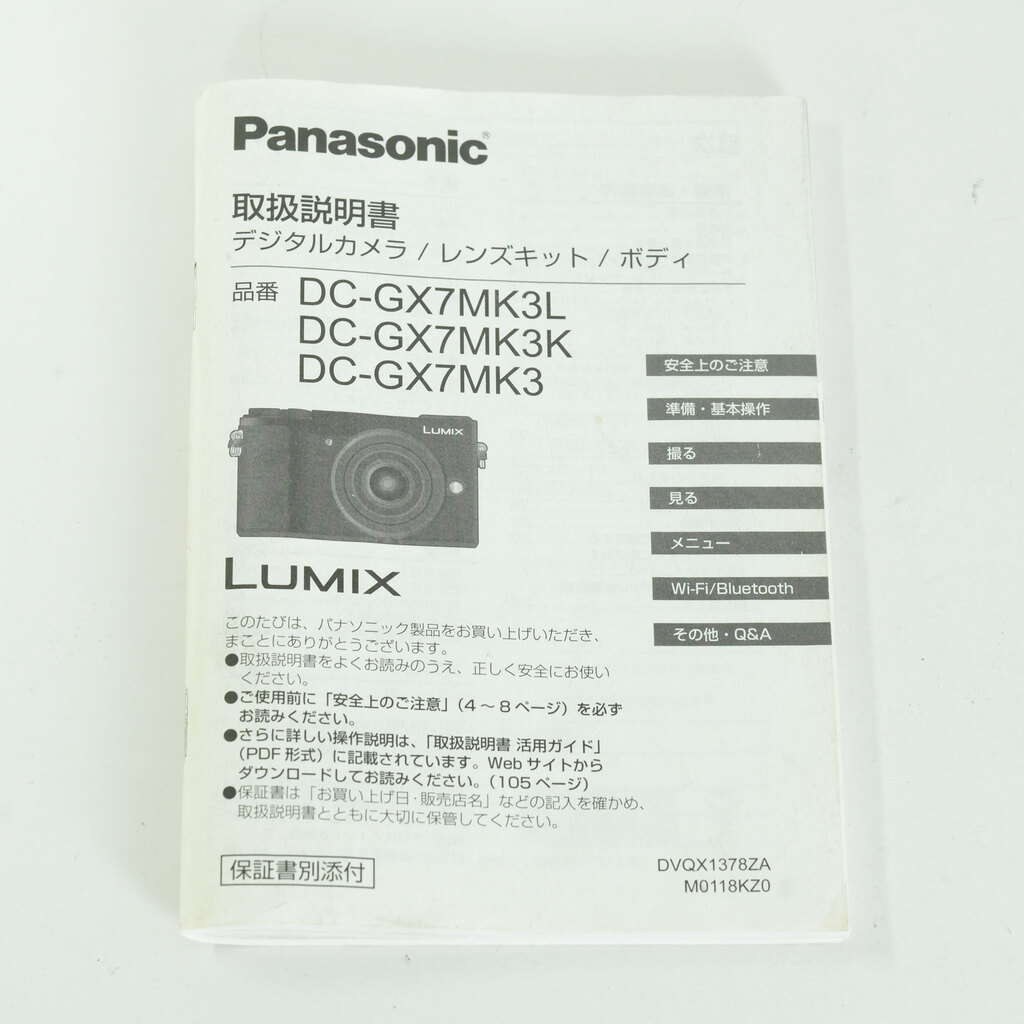 Panasonic®
取扱説明書
デジタルカメラ / レンズキット / ボディ
品番 DC-GX7MK3L
DC-GX7MK3K
DC-GX7MK3
安全上のご注意
準備・基本操作
撮る
見る
メニュー
Wi-Fi/Bluetooth
その他・Q&A
LUMIX
LUMIX
このたびは、パナソニック製品をお買い上げいただき、
まことにありがとうございます。
●取扱説明書をよくお読みのうえ、正しく安全にお使い
ください。
●ご使用前に「安全上のご注意」(4～8ページ)を必ず
お読みください。
●さらに詳しい操作説明は、「取扱説明書 活用ガイド」
(PDF形式)に記載されています。Webサイトから
ダウンロードしてお読みください。(105ページ)
●保証書は「お買い上げ日・販売店名」などの記入を確かめ、
取扱説明書とともに大切に保管してください。
保証書別添付
DVQX1378ZA
M0118KZ0